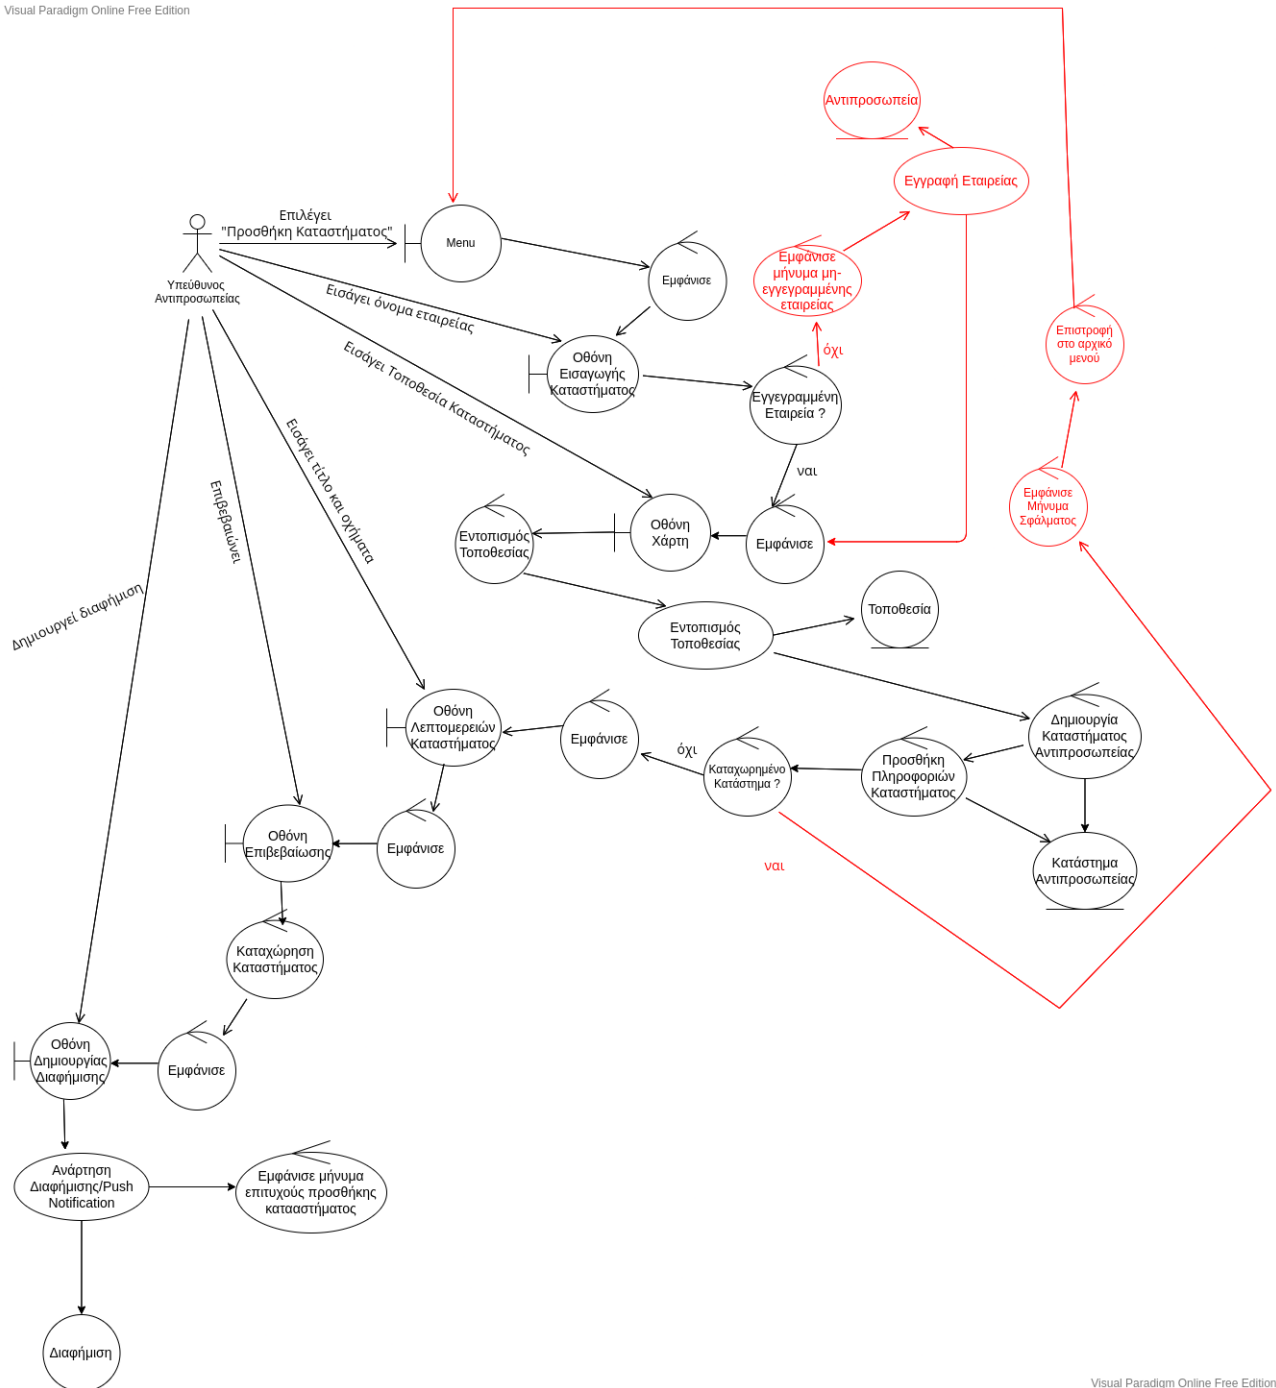 Visual Paradigm Online Free Edition
Αντιπροσωπεία
Εγγραφή Εταιρείας
Επιλέγει
"Προσθήκη Καταστήματος"
Menu
Υπεύθυνος
Αντιπροσωπείας
Εμφάνισε
Εμφάνισε
μήνυμα μη-
εγγεγραμμένης
εταιρείας
Εισάγει όνομα εταιρείας
Επιστροφή
στο αρχικό
μενού
όχι
Εισάγει Τοποθεσία Καταστήματος
Οθόνη
Εισαγωγής
Καταστήματος
Εγγεγραμμένη
Εταιρεία ?
ναι
Εισάγει τίτλο και οχήματα
Επιβεβαιώνει
Εμφάνισε
Μήνυμα
Σφάλματος
Εντοπισμός
Τοποθεσίας
Οθόνη
Χάρτη
Εμφάνισε
Δημιουργεί διαφήμιση
Τοποθεσία
Εντοπισμός
Τοποθεσίας
Οθόνη
Λεπτομερειών
Καταστήματος
Εμφάνισε
όχι
Καταχωρημένο
Κατάστημα ?
Προσθήκη
Πληροφοριών
Καταστήματος
Δημιουργία
Καταστήματος
Αντιπροσωπείας
Οθόνη
Επιβεβαίωσης
Εμφάνισε
ναι
Κατάστημα
Αντιπροσωπείας
Καταχώρηση
Καταστήματος
Οθόνη
Δημιουργίας
Διαφήμισης
Εμφάνισε
Ανάρτηση
Διαφήμισης/Push
Notification
Εμφάνισε μήνυμα
επιτυχούς προσθήκης
καταаστήματος
Διαφήμιση
Visual Paradigm Online Free Edition